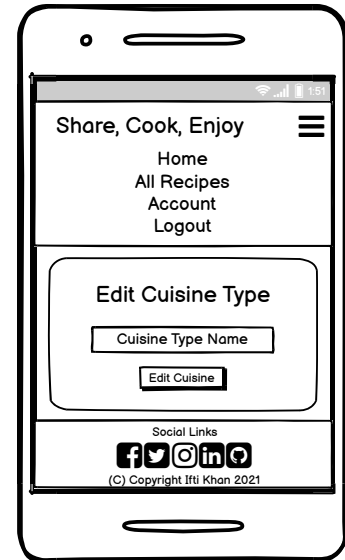 1:51
Share, Cook, Enjoy
Home
All Recipes
Account
Logout
Edit Cuisine Type
Cuisine Type Name
Edit Cuisine
Social Links
(C) Copyright Ifti Khan 2021